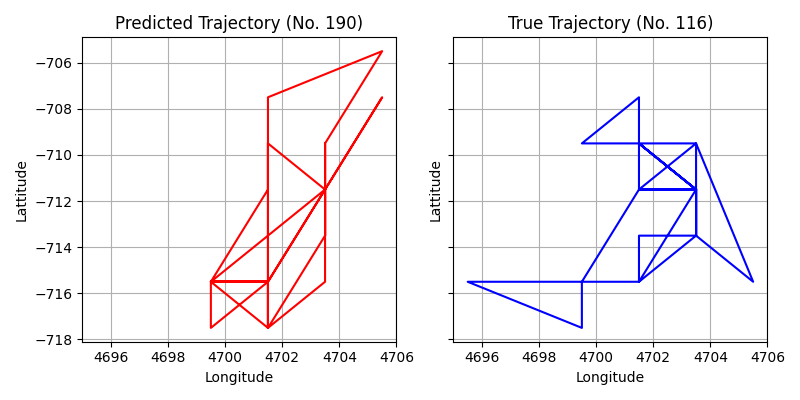 Predicted Trajectory (No. 190)
True Trajectory (No. 116)
−706
−708
−710
−712
−714
−716
−718
Lattitude
Lattitude
4696 4698 4700 4702 4704 4706
4696 4698 4700 4702 4704 4706
Longitude
Longitude